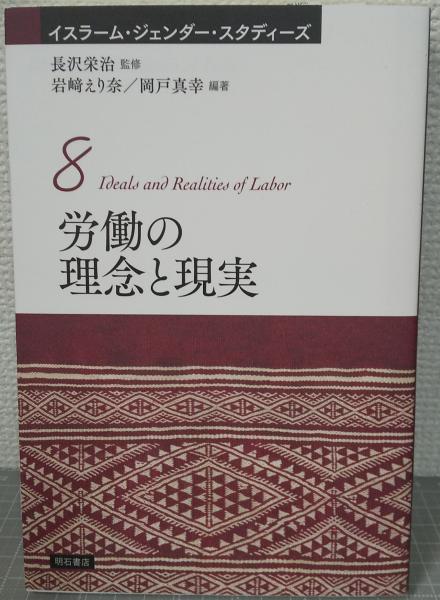 イスラーム・ジェンダー・スタディーズ
長沢栄治 監修
岩﨑えり奈／岡戸真幸 編著
8 Ideals and Realities of Labor
労働の
理念と現実
明石書店